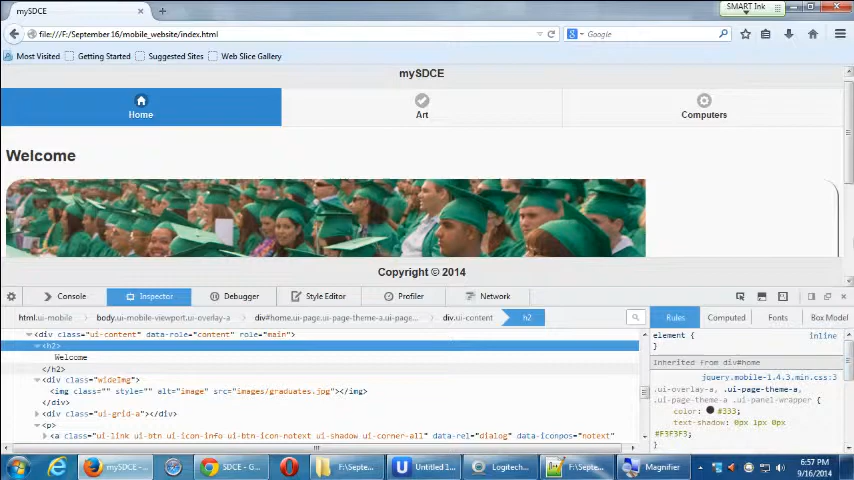 mySDCE
SMART Ink
file:///F:/September16/mobile_website/index.html
Google
Most Visited Getting Started Suggested Sites Web Slice Gallery
mySDCE
Home Art Computers
Welcome
Copyright © 2014
Console Inspector Debugger Style Editor Profiler Network
html.ui-mobile body.ui-mobile-viewport.ui-overlay-a div#home.ui-page.ui-page-theme-a.ui-page... div.ui-content h2
Rules Computed Fonts Box Model
<div class="ui-content" data-role="content" role="main">
<h2>
Welcome
</h2>
<div class="wideImg">
<img class="" style="" alt="image" src="images/graduates.jpg"></img>
</div>
<div class="ui-grid-a"></div>
<p>
<a class="ui-link ui-btn ui-icon-info ui-btn-icon-notext ui-shadow ui-corner-all" data-rel="dialog" data-iconpos="notext"
element { inline
}
Inherited from div#home
jquery.mobile-1.4.3.min.css:3
.ui-overlay-a, .ui-page-theme-a,
.ui-page-theme-a .ui-panel-wrapper {
color: #333;
text-shadow: 0px 1px 0px
#F3F3F3;
mySDCE -... SDCE - G... F:\Septe... Untitled 1... Logitech... F:\Septe... Magnifier
6:57 PM
9/16/2014